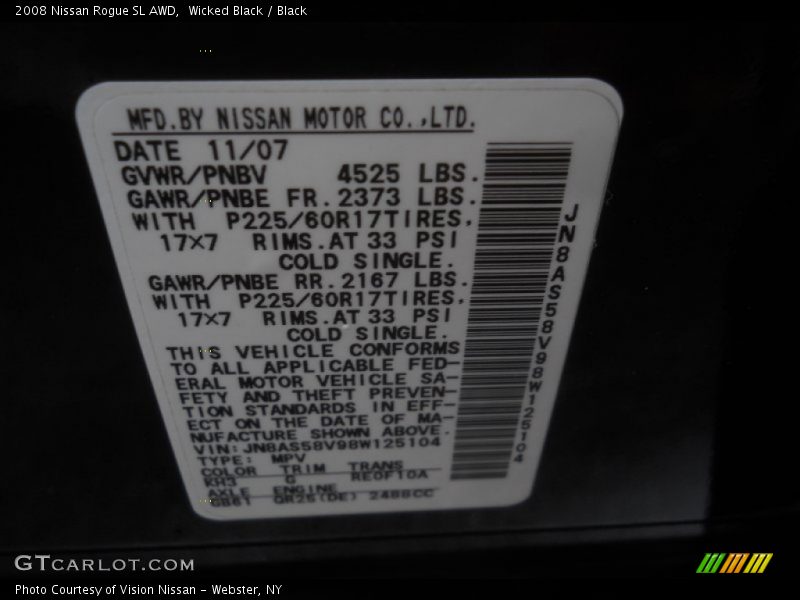 2008 Nissan Rogue SL AWD,  Wicked Black / Black
MFD.BY NISSAN MOTOR CO.,LTD.
DATE 11/07
GVWR/PNBV 4525 LBS.
GAWR/PNBE FR. 2373 LBS.
WITH P225/60R17TIRES.
17×7 RIMS.AT 33 PSI
COLD SINGLE.
GAWR/PNBE RR. 2167 LBS.
WITH P225/60R17TIRES.
17×7 RIMS.AT 33 PSI
COLD SINGLE.
THIS VEHICLE CONFORMS
TO ALL APPLICABLE FED-
ERAL MOTOR VEHICLE SA-
FETY AND THEFT PREVEN-
TION STANDARDS IN EFF-
ECT ON THE DATE OF MA-
NUFACTURE SHOWN ABOVE.
VIN: JN8AS58V98W125104
TYPE: MPV
COLOR TRIM TRANS
KH3 G RE0F10A
AXLE ENGINE
GB61 QR25(DE) 2488CC
JN8AS58V98W125104
GTCARLOT.COM
Photo Courtesy of Vision Nissan - Webster, NY